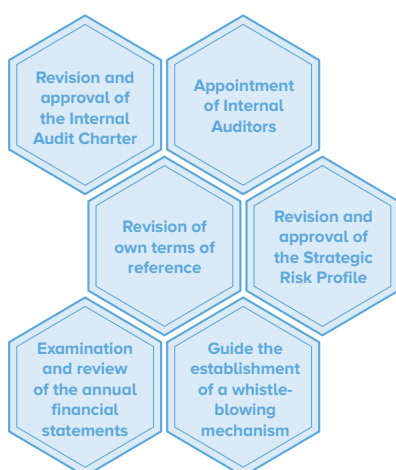 Revision and
approval of
the Internal
Audit Charter
Appointment
of Internal
Auditors
Revision of
own terms of
reference
Revision and
approval of
the Strategic
Risk Profile
Examination
and review
of the annual
financial
statements
Guide the
establishment
of a whistle-
blowing
mechanism